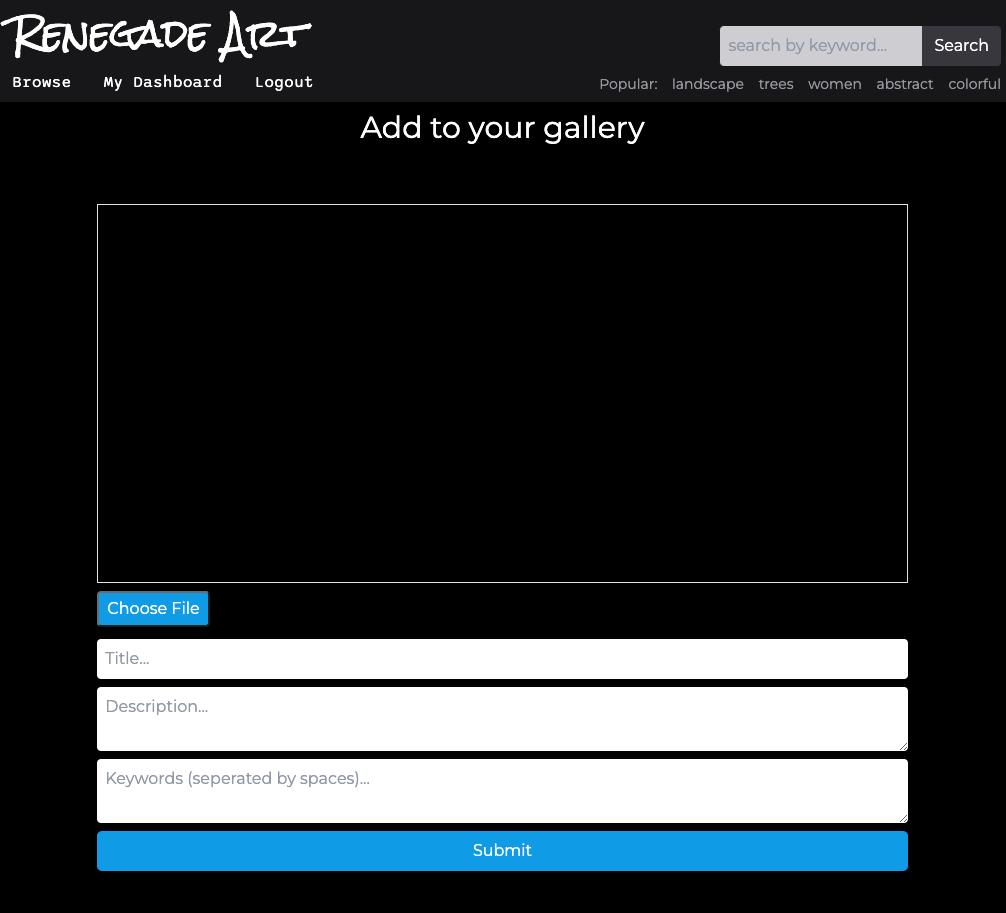 Renegade Art
search by keyword... Search
Browse My Dashboard Logout
Popular: landscape trees women abstract colorful
Add to your gallery
Choose File
Title...
Description...
Keywords (seperated by spaces)...
Submit